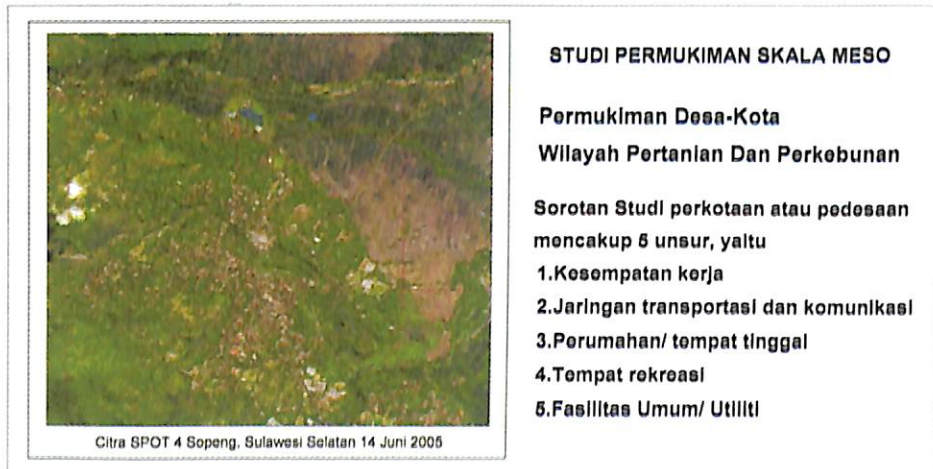 STUDI PERMUKIMAN SKALA MESO
Permukiman Desa-Kota
Wilayah Pertanian Dan Perkebunan
Sorotan Studi perkotaan atau pedesaan
mencakup 5 unsur, yaitu
1.Kesempatan kerja
2.Jaringan transportasi dan komunikasi
3.Perumahan/ tempat tinggal
4.Tempat rekreasi
5.Fasilitas Umum/ Utiliti
Citra SPOT 4 Sopeng, Sulawesi Selatan 14 Juni 2005